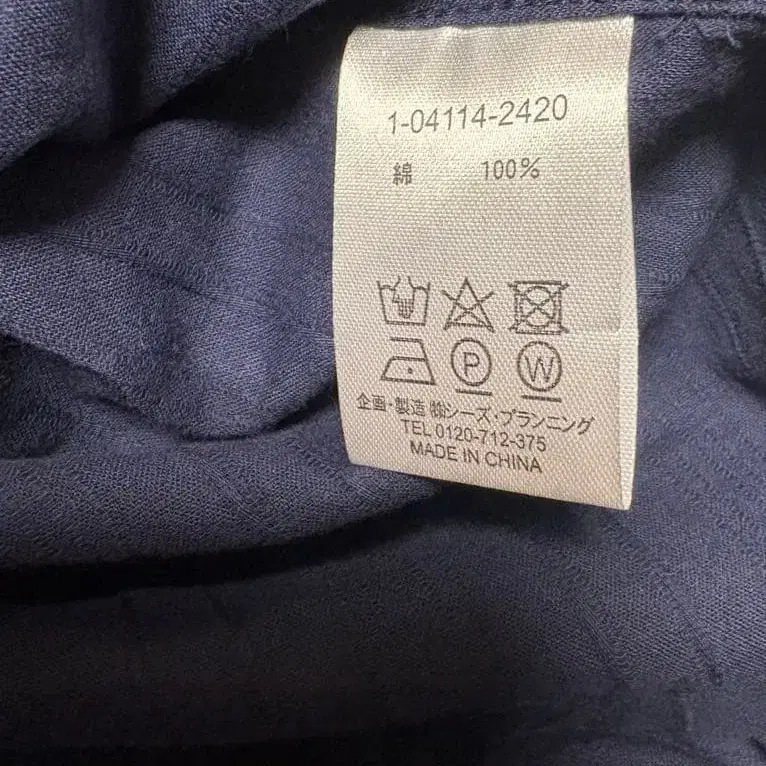 1-04114-2420
綿 100%
P W
企画・製造 ㈱シーズ・プランニング
TEL 0120-712-375
MADE IN CHINA